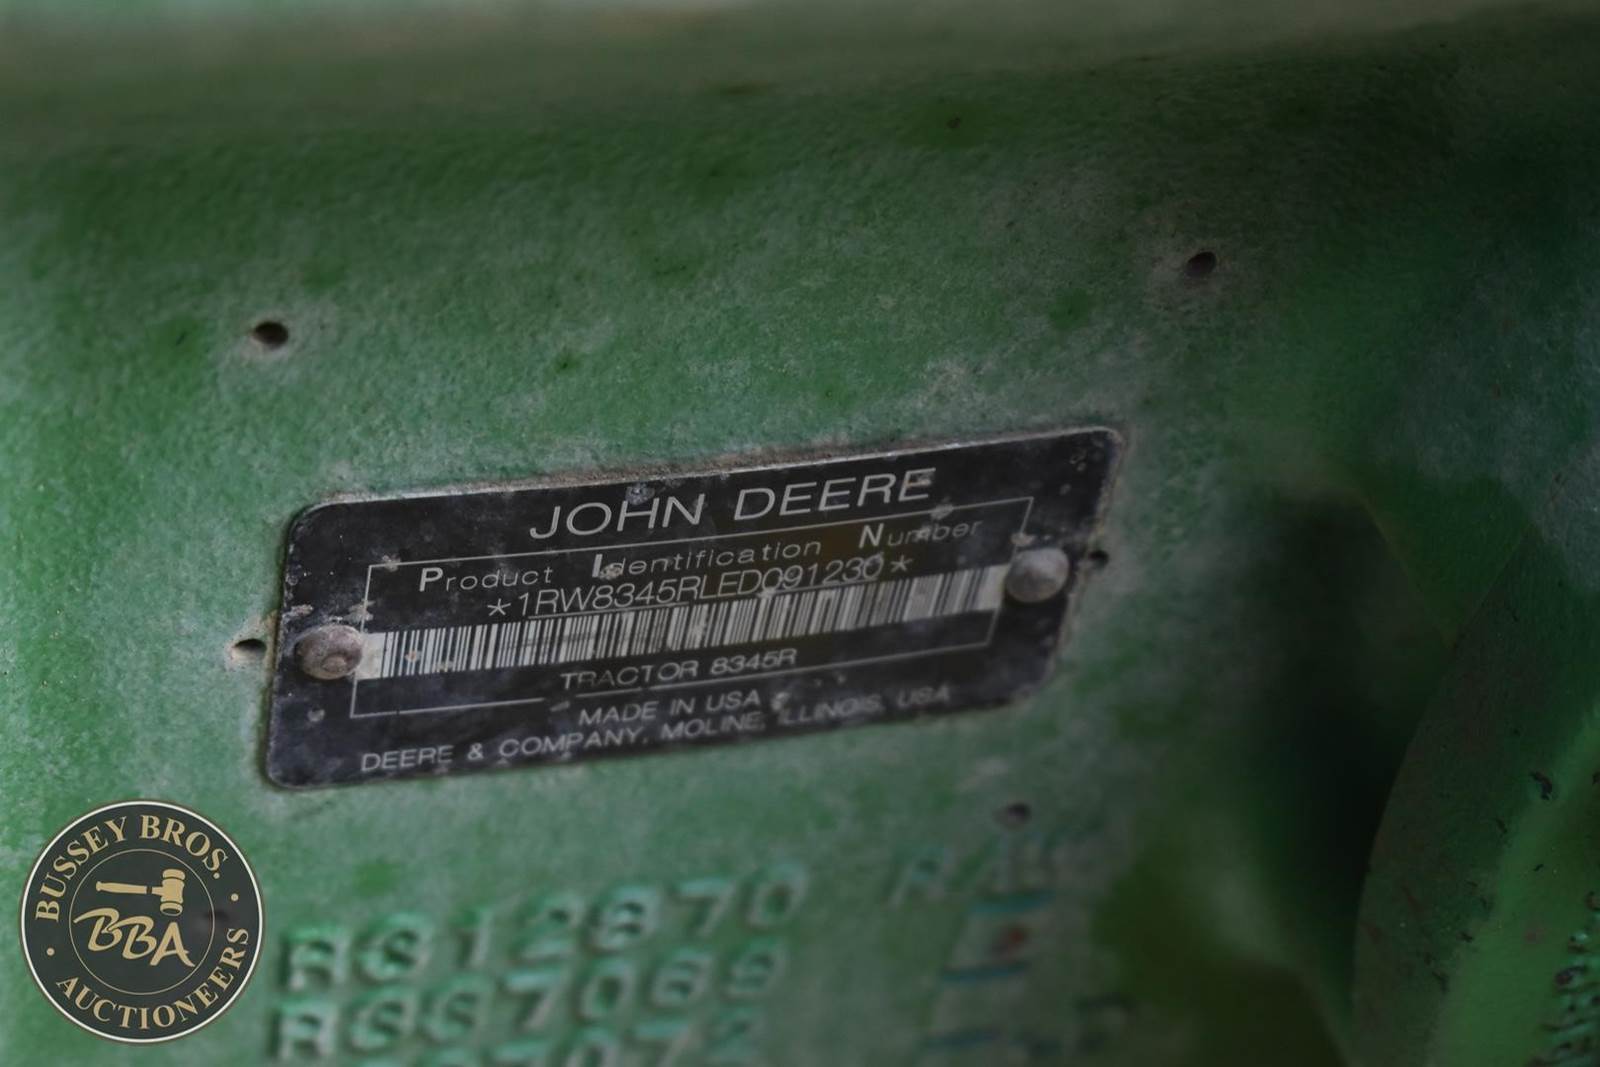 JOHN DEERE
Product Identification Number
*1RW8345RLED091230*
TRACTOR 8345R
MADE IN USA
DEERE & COMPANY, MOLINE, ILLINOIS, USA
BUSSEY BROS.
BBA
AUCTIONEERS